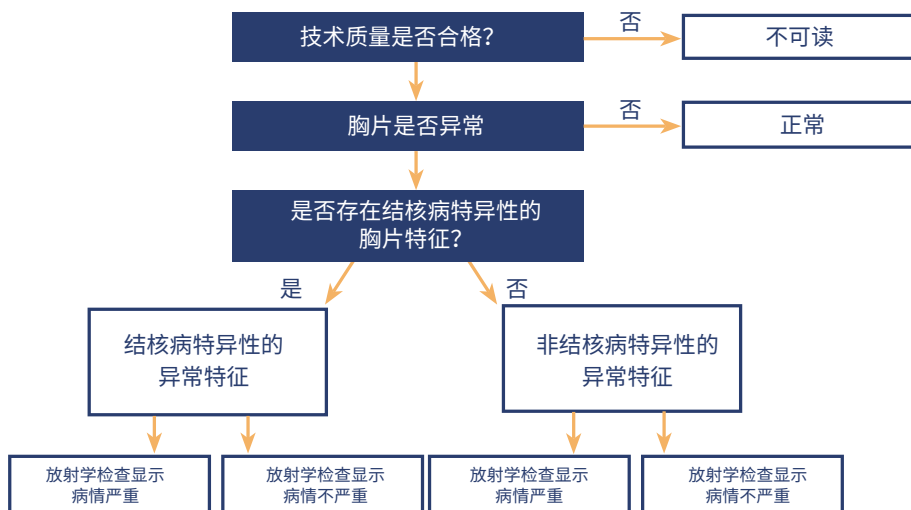 技术质量是否合格？
否
不可读
胸片是否异常
否
正常
是否存在结核病特异性的
胸片特征？
是
否
结核病特异性的
异常特征
非结核病特异性的
异常特征
放射学检查显示
病情严重
放射学检查显示
病情不严重
放射学检查显示
病情严重
放射学检查显示
病情不严重